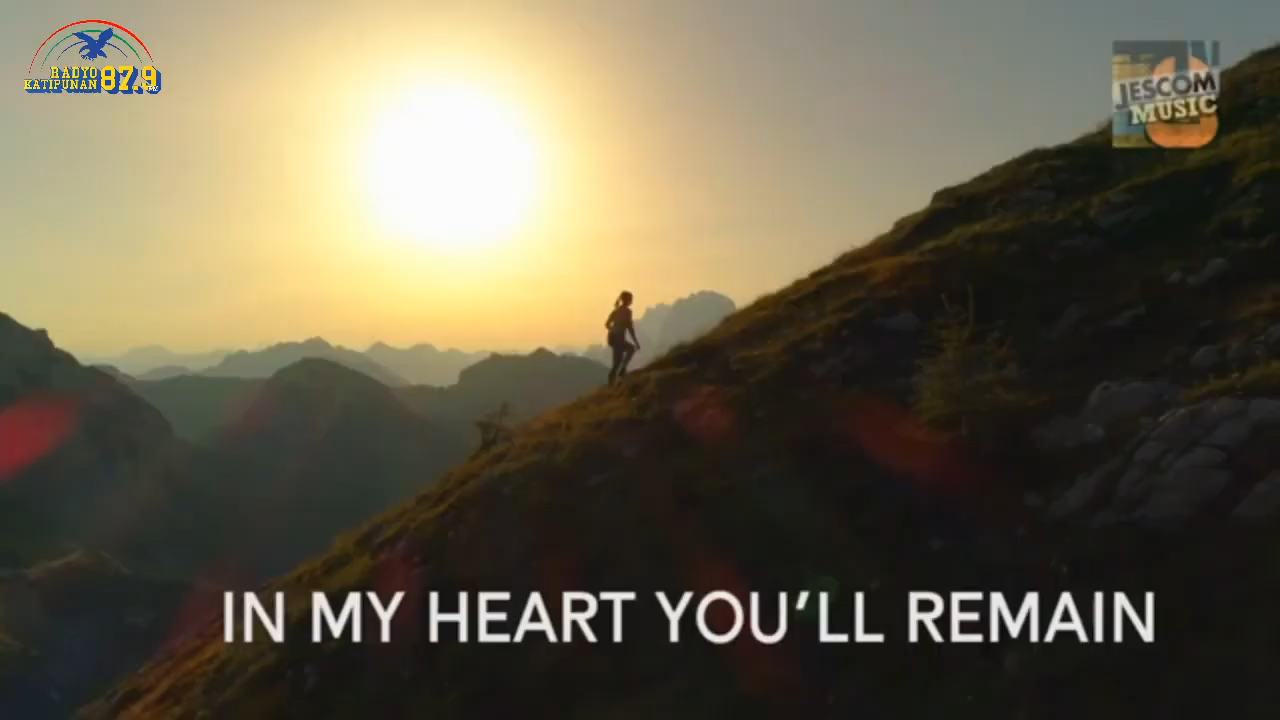 RADYO
KATIPUNAN 87.9
JESCOM
MUSIC
IN MY HEART YOU'LL REMAIN